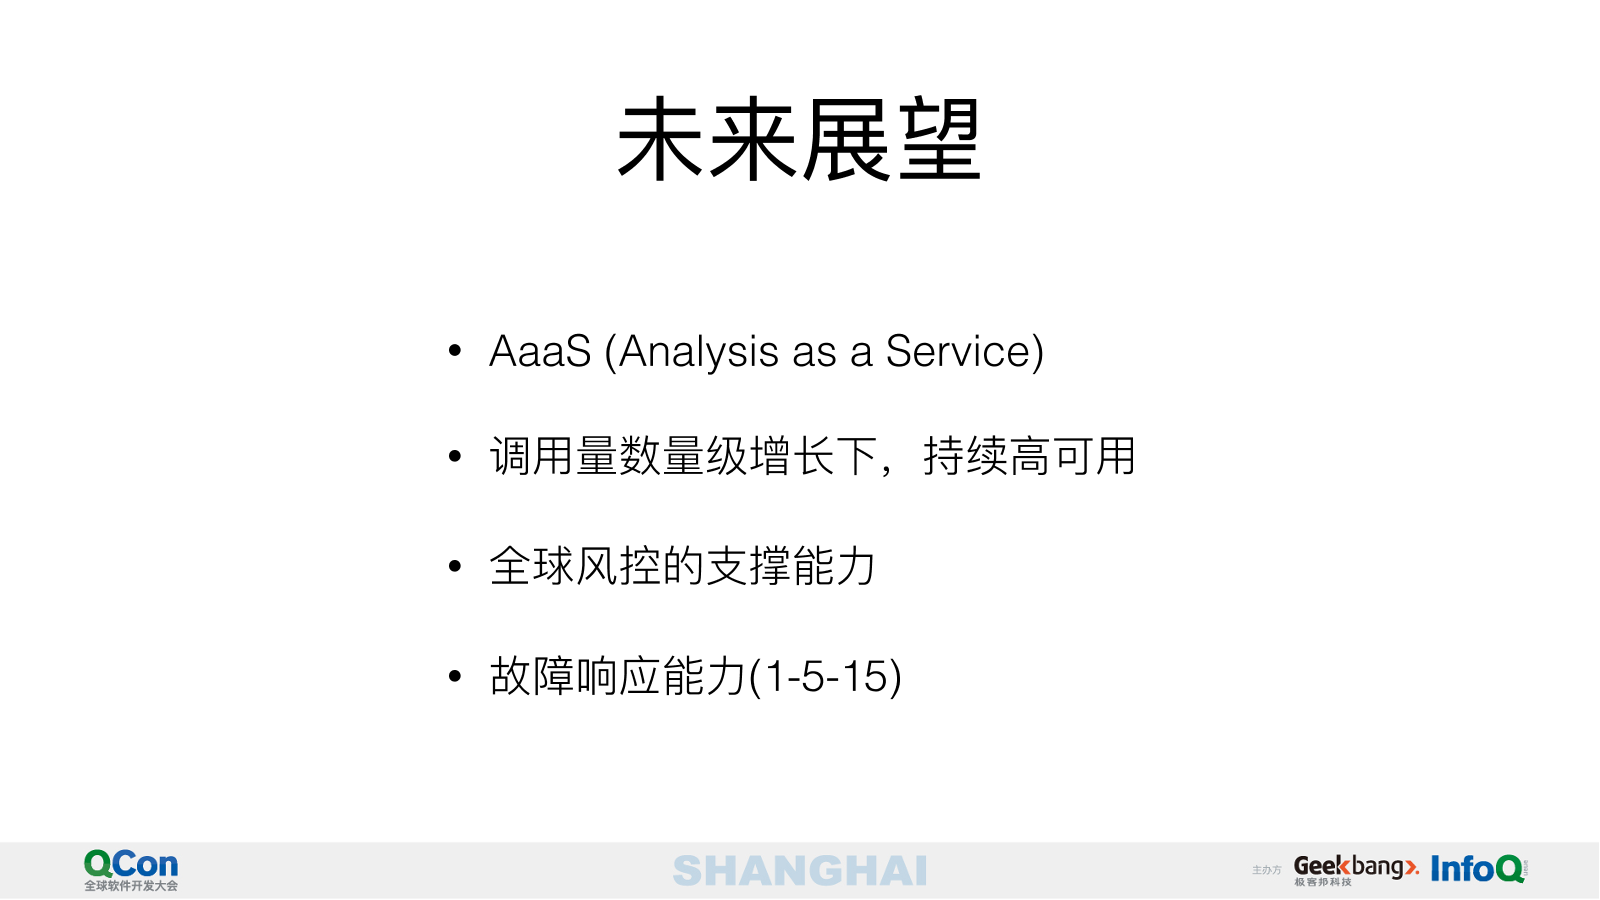 未来展望
• AaaS (Analysis as a Service)
• 调用量数量级增长下，持续高可用
• 全球风控的支撑能力
• 故障响应能力(1-5-15)
QCon
全球软件开发大会
SHANGHAI
主办方
Geekbang
极客邦科技
InfoQ